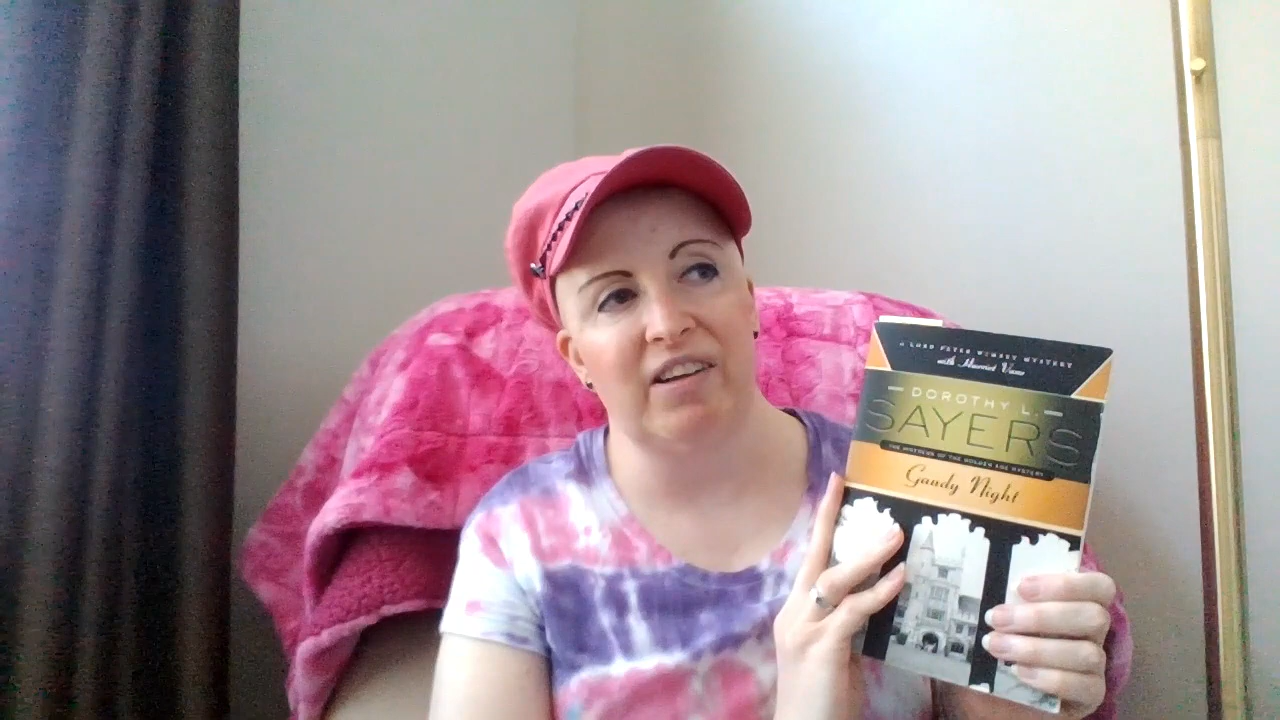 A LORD PETER WIMSEY MYSTERY
with Harriet Vane
DOROTHY L.
SAYERS
THE MISTRESS OF THE GOLDEN AGE MYSTERY
Gaudy Night